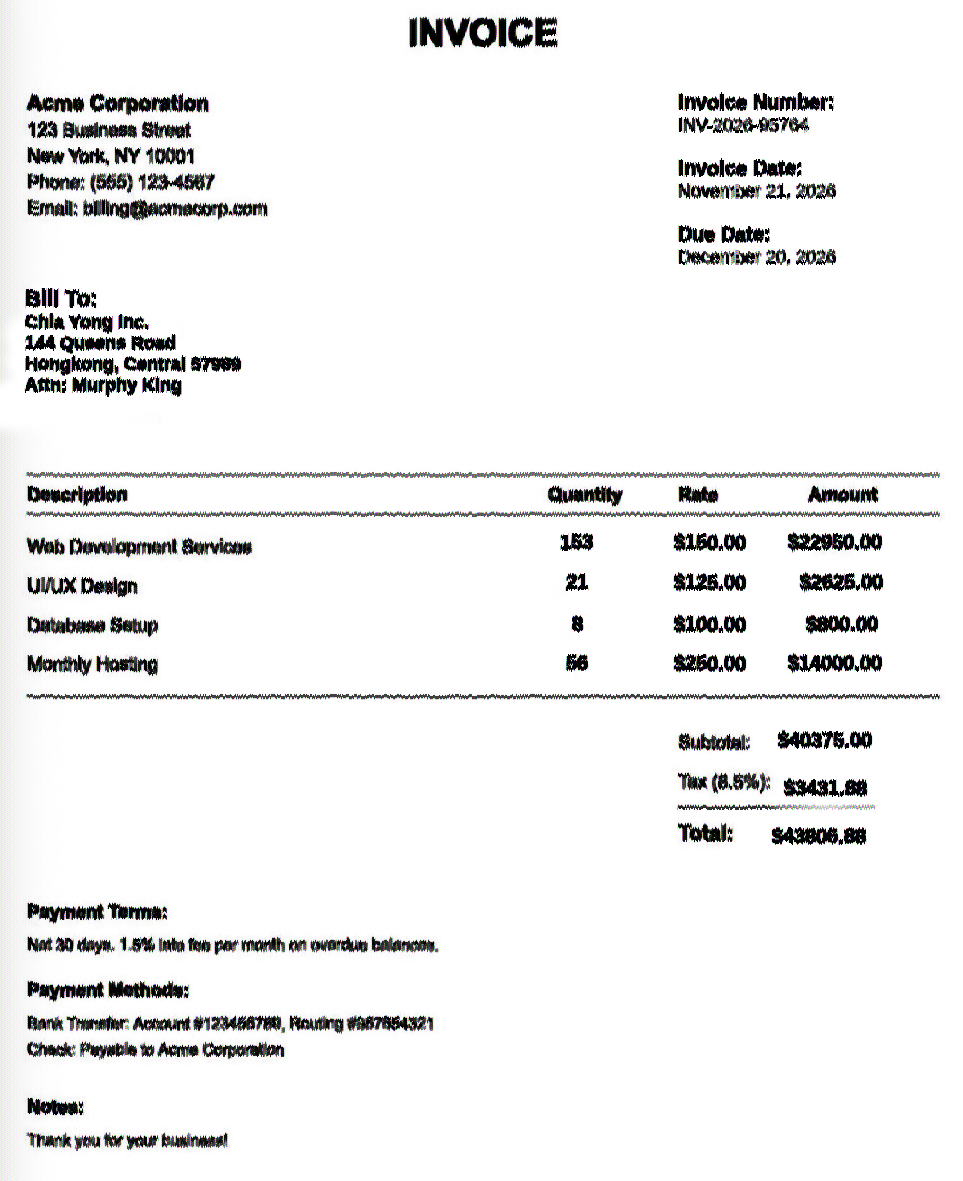 INVOICE
Acme Corporation
123 Business Street
New York, NY 10001
Phone: (555) 123-4567
Email: billing@acmecorp.com
Invoice Number:
INV-2026-95764
Invoice Date:
November 21, 2026
Due Date:
December 20, 2026
Bill To:
Chia Yong Inc.
144 Queens Road
Hongkong, Central
Attn: Murphy King
Description Quantity Rate Amount
Web Development Services 153 $150.00 $22950.00
UI/UX Design 21 $125.00 $2625.00
Database Setup 8 $100.00 $800.00
Monthly Hosting 56 $250.00 $14000.00
Subtotal: $40375.00
Tax (8.5%): $3431.88
Total: $43806.88
Payment Terms:
Net 30 days. 1.5% late fee per month on overdue balances.
Payment Methods:
Bank Transfer: Account #123456789, Routing
Check: Payable to Acme Corporation
Notes:
Thank you for your business!